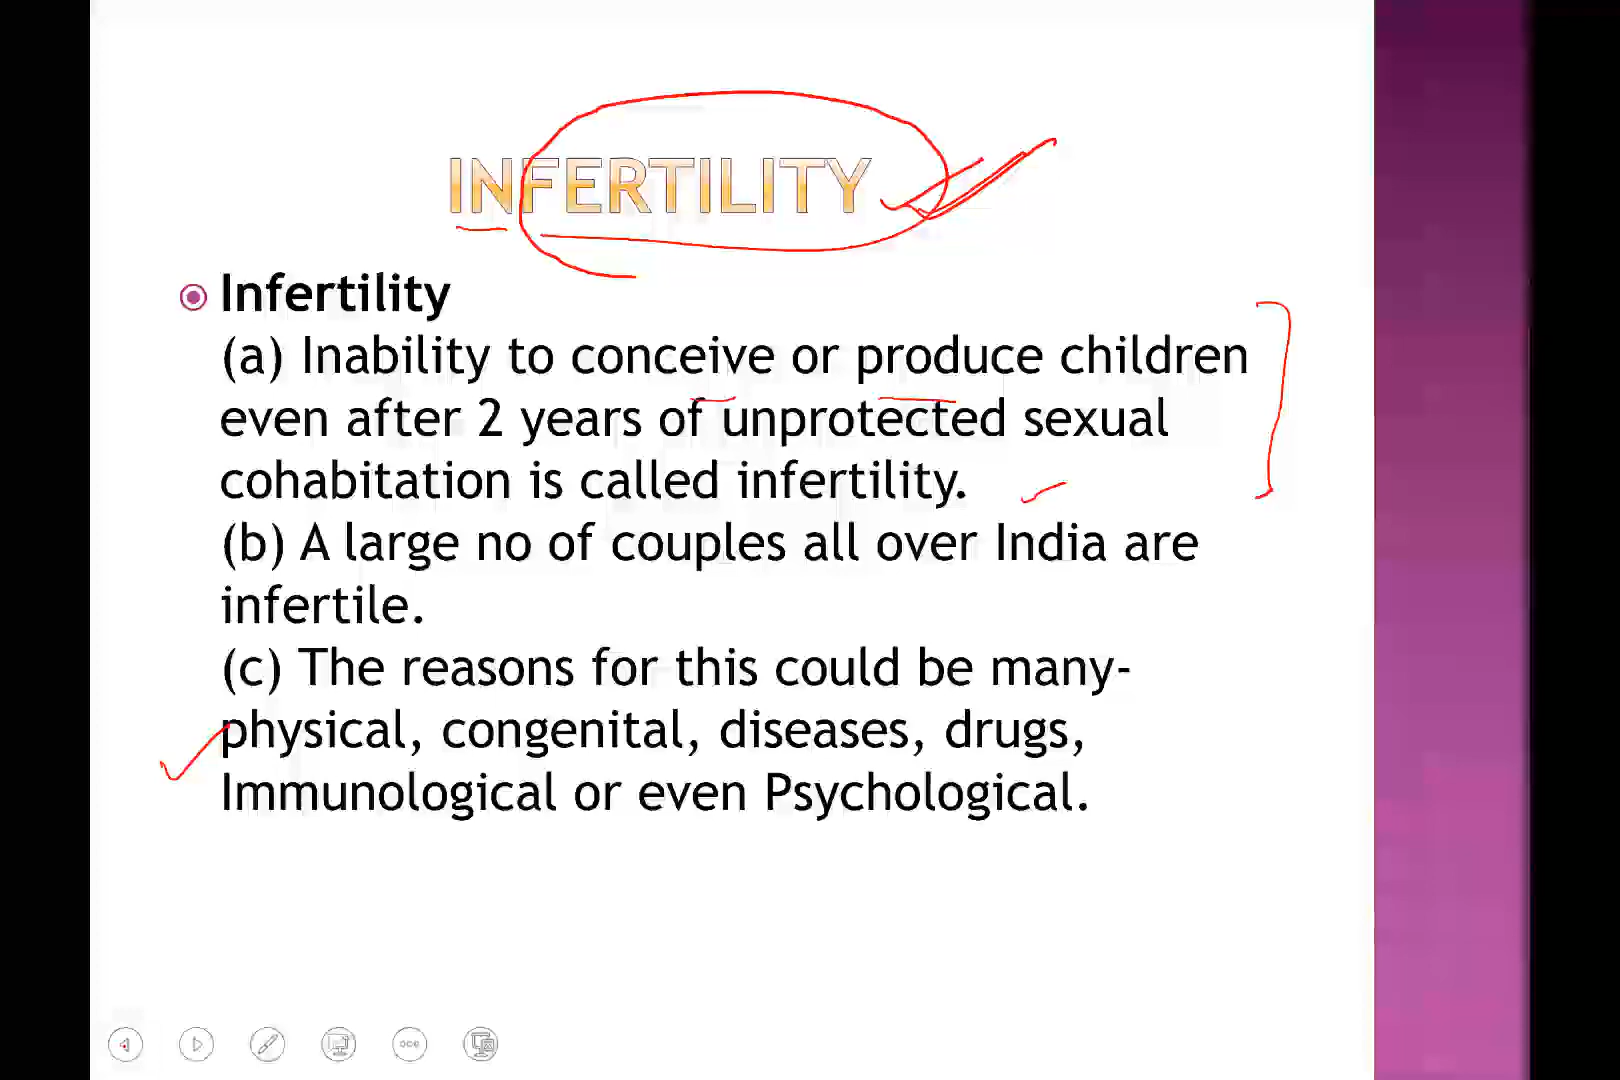 INFERTILITY
Infertility
(a) Inability to conceive or produce children
even after 2 years of unprotected sexual
cohabitation is called infertility.
(b) A large no of couples all over India are
infertile.
(c) The reasons for this could be many-
physical, congenital, diseases, drugs,
Immunological or even Psychological.